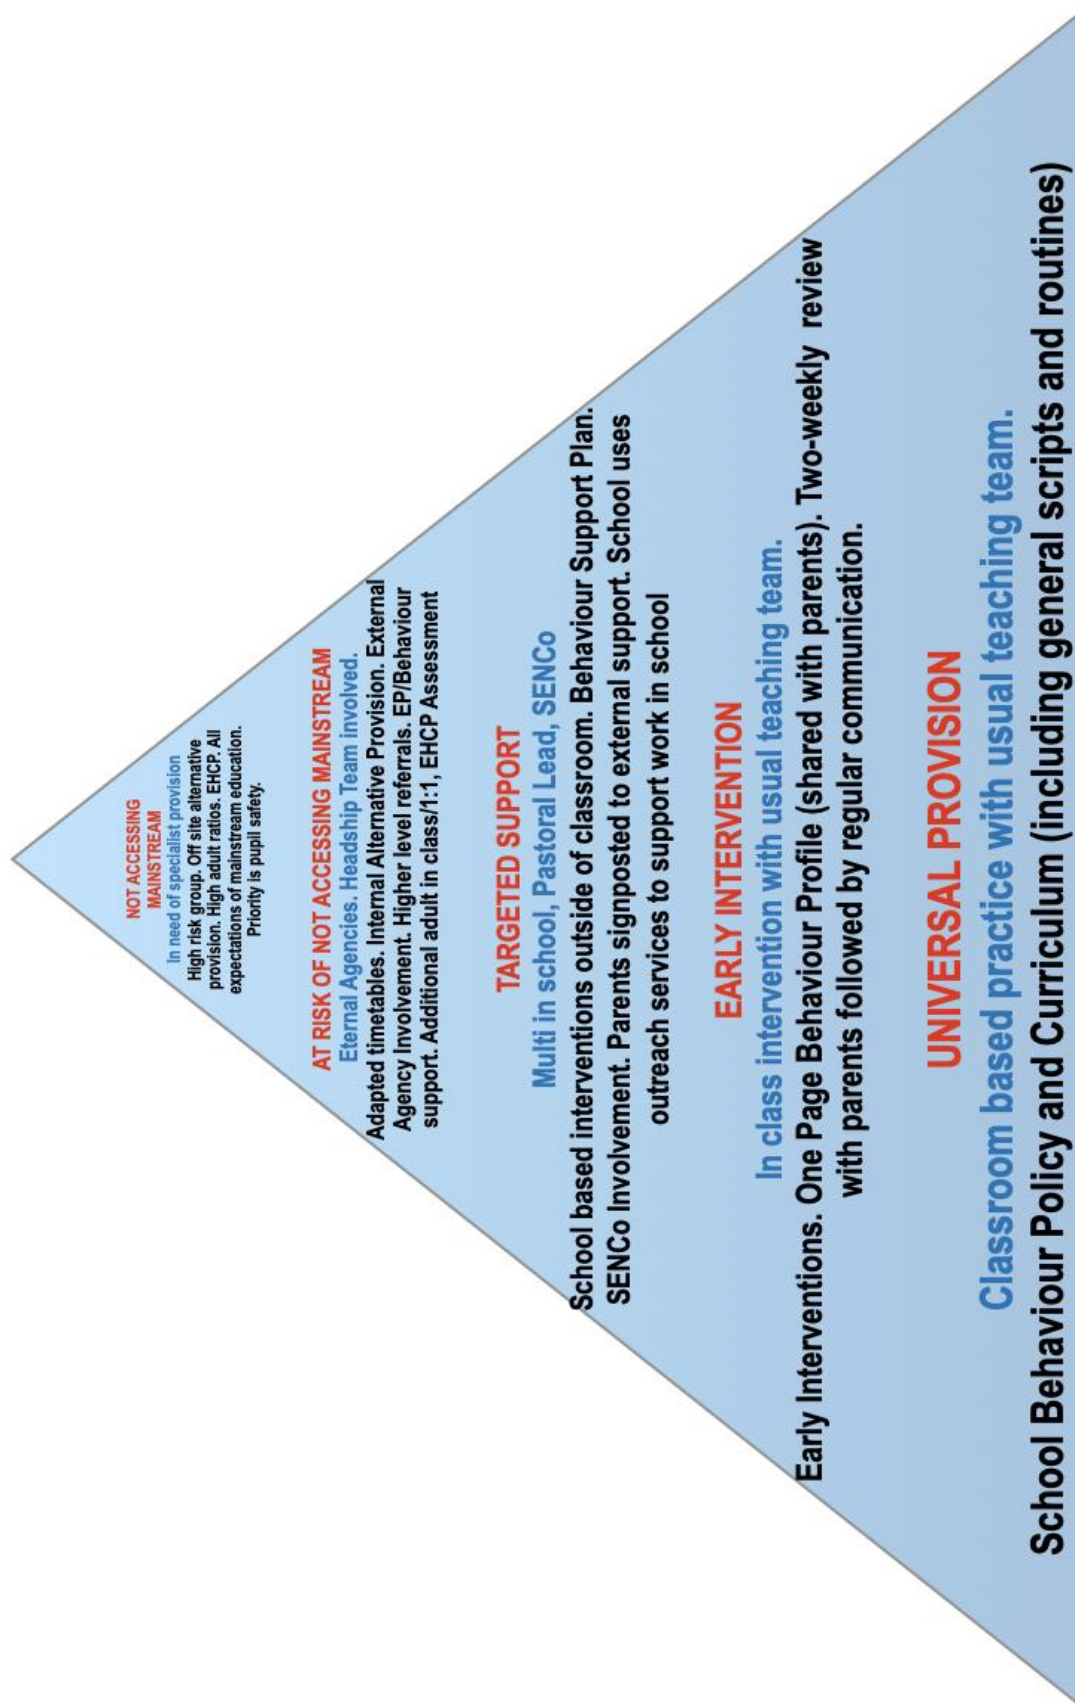 NOT ACCESSING
MAINSTREAM
In need of specialist provision
High risk group. Off site alternative
provision. High adult ratios. EHCP. All
expectations of mainstream education.
Priority is pupil safety.
AT RISK OF NOT ACCESSING MAINSTREAM
Eternal Agencies. Headship Team involved.
Adapted timetables. Internal Alternative Provision. External
Agency Involvement. Higher level referrals. EP/Behaviour
support. Additional adult in class/1:1, EHCP Assessment
TARGETED SUPPORT
Multi in school, Pastoral Lead, SENCo
School based interventions outside of classroom. Behaviour Support Plan.
SENCo Involvement. Parents signposted to external support. School uses
outreach services to support work in school
EARLY INTERVENTION
In class intervention with usual teaching team.
Early Interventions. One Page Behaviour Profile (shared with parents). Two-weekly review
with parents followed by regular communication.
UNIVERSAL PROVISION
Classroom based practice with usual teaching team.
School Behaviour Policy and Curriculum (including general scripts and routines)